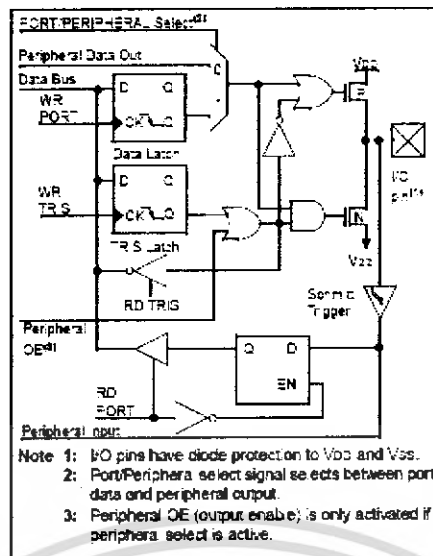 PORT/PERIPHERAL Select(2)
Peripheral Data Out
Data Bus
WR
PORT
D Q
CK Q
Data Latch
D Q
WR
TRIS
CK Q
TRIS Latch
RD TRIS
Peripheral
OE(3)
VDD
P
N
I/O
pin(1)
Schmitt
Trigger
Q D
EN
RD
PORT
Peripheral Input
Note 1: I/O pins have diode protection to VDD and VSS.
2: Port/Peripheral select signal selects between port
data and peripheral output.
3: Peripheral OE (output enable) is only activated if
peripheral select is active.